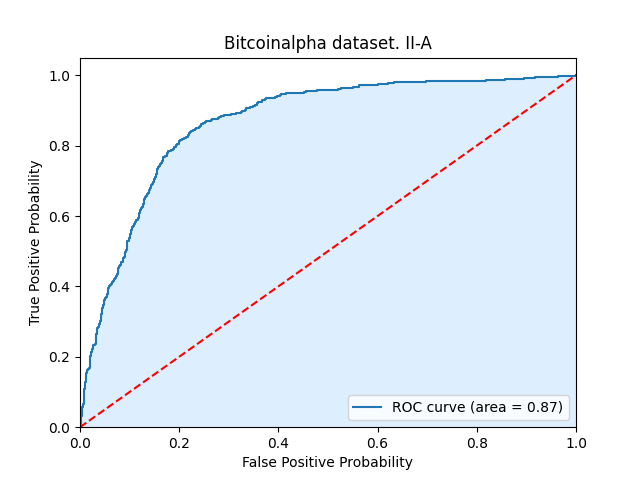 Bitcoinalpha dataset. II-A
True Positive Probability
1.0
0.8
0.6
0.4
0.2
0.0
ROC curve (area = 0.87)
0.0 0.2 0.4 0.6 0.8 1.0
False Positive Probability